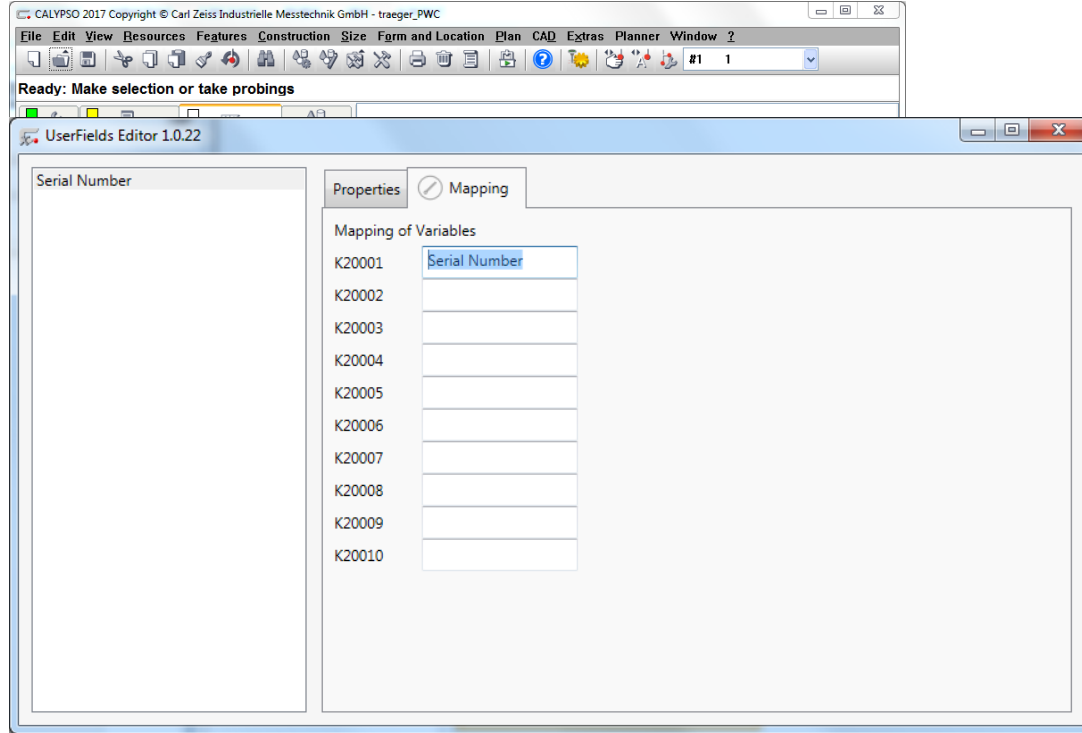 CALYPSO 2017 Copyright © Carl Zeiss Industrielle Messtechnik GmbH - traeger_PWC
File Edit View Resources Features Construction Size Form and Location Plan CAD Extras Planner Window ?
#1 1
Ready: Make selection or take probings
UserFields Editor 1.0.22
Serial Number
Properties Mapping
Mapping of Variables
K20001 Serial Number
K20002
K20003
K20004
K20005
K20006
K20007
K20008
K20009
K20010